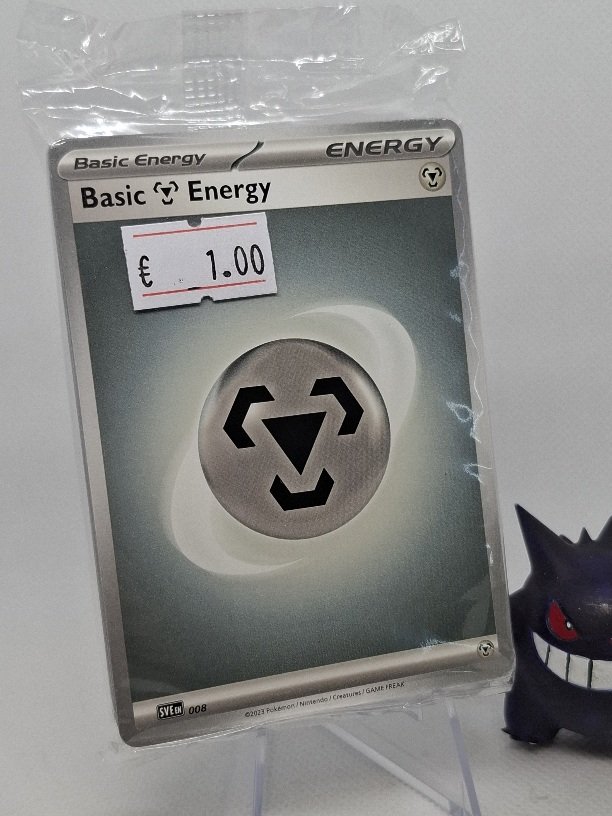 Basic Energy
ENERGY
Basic Energy
€ 1.00
SVE EN 008
©2023 Pokémon / Nintendo / Creatures / GAME FREAK